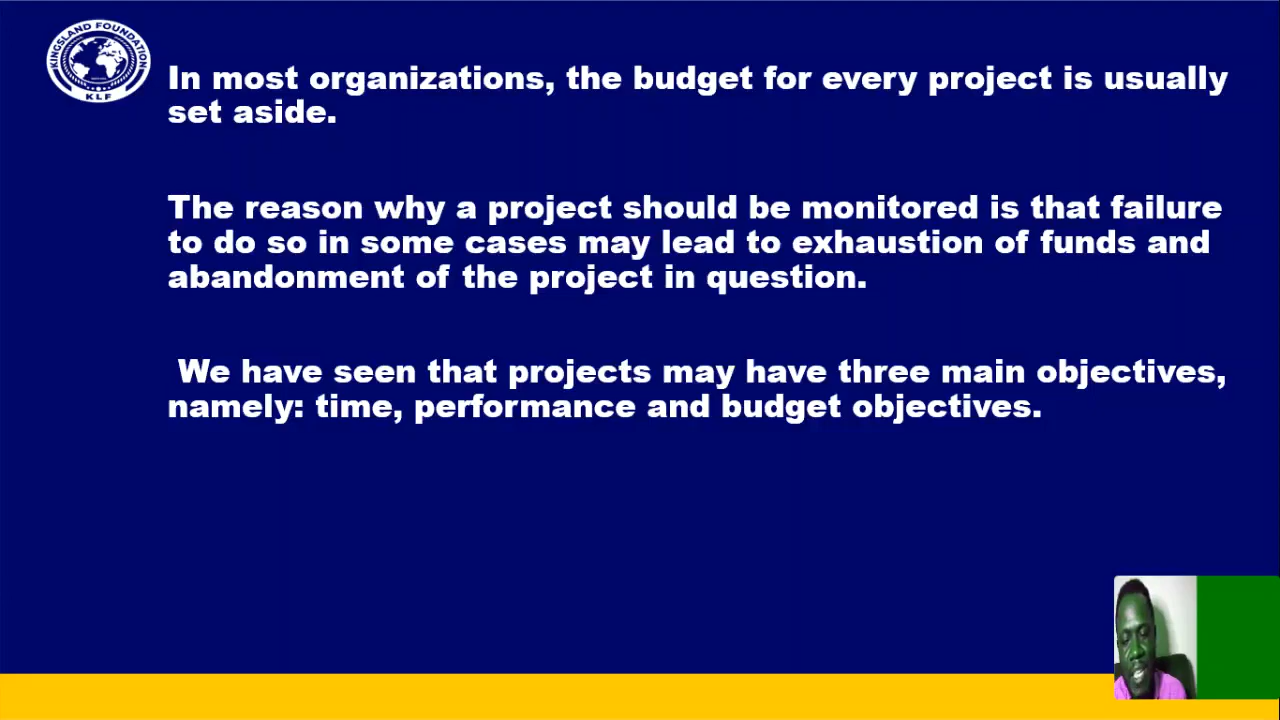 KINGSLAND FOUNDATION
KLF
In most organizations, the budget for every project is usually
set aside.
The reason why a project should be monitored is that failure
to do so in some cases may lead to exhaustion of funds and
abandonment of the project in question.
We have seen that projects may have three main objectives,
namely: time, performance and budget objectives.